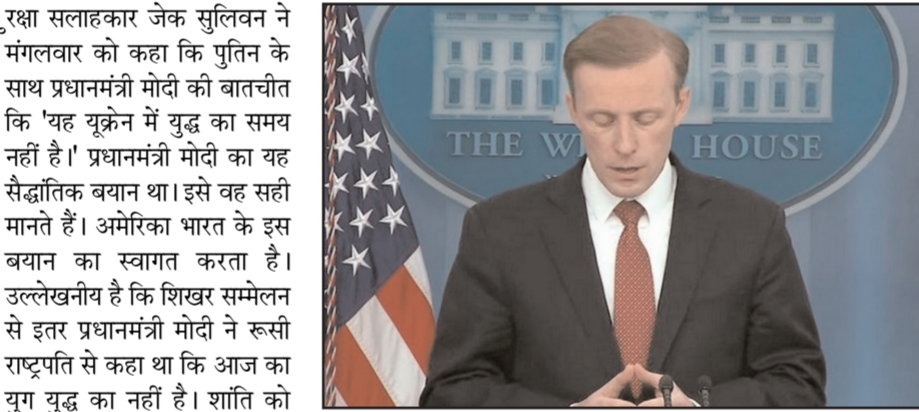 रक्षा सलाहकार जेक सुलिवन ने
मंगलवार को कहा कि पुतिन के
साथ प्रधानमंत्री मोदी की बातचीत
कि 'यह यूक्रेन में युद्ध का समय
नहीं है।' प्रधानमंत्री मोदी का यह
सैद्धांतिक बयान था। इसे वह सही
मानते हैं। अमेरिका भारत के इस
बयान का स्वागत करता है।
उल्लेखनीय है कि शिखर सम्मेलन
से इतर प्रधानमंत्री मोदी ने रूसी
राष्ट्रपति से कहा था कि आज का
युग युद्ध का नहीं है। शांति को
THE HOUSE